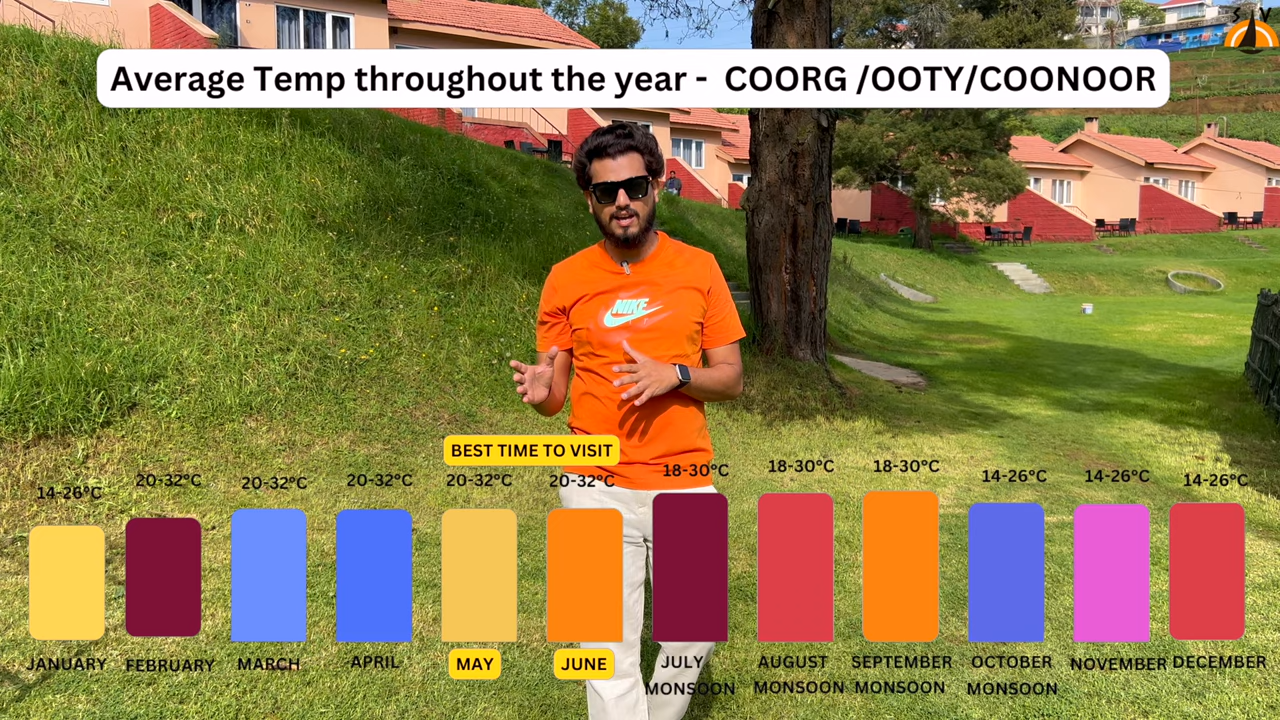 Average Temp throughout the year - COORG /OOTY/COONOOR
NIKE
BEST TIME TO VISIT
14-26°C 20-32°C 20-32°C 20-32°C 20-32°C 20-32°C 18-30°C 18-30°C 18-30°C 14-26°C 14-26°C 14-26°C
JANUARY FEBRUARY MARCH APRIL MAY JUNE JULY AUGUST SEPTEMBER OCTOBER NOVEMBER DECEMBER
MONSOON MONSOON MONSOON MONSOON